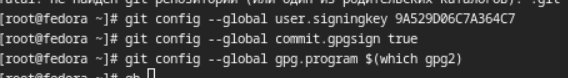 fatal: не найден git репозиторий (или один из родительских каталогов): .git
[root@fedora ~]# git config --global user.signingkey 9A529D06C7A364C7
[root@fedora ~]# git config --global commit.gpgsign true
[root@fedora ~]# git config --global gpg.program $(which gpg2)
[root@fedora ~]# gh